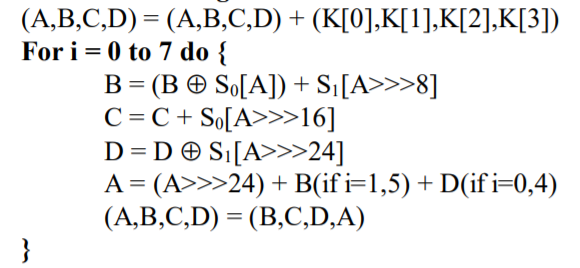 (A,B,C,D) = (A,B,C,D) + (K[0],K[1],K[2],K[3])
For i = 0 to 7 do {
B = (B ⊕ S₀[A]) + S₁[A>>>8]
C = C + S₀[A>>>16]
D = D ⊕ S₁[A>>>24]
A = (A>>>24) + B(if i=1,5) + D(if i=0,4)
(A,B,C,D) = (B,C,D,A)
}